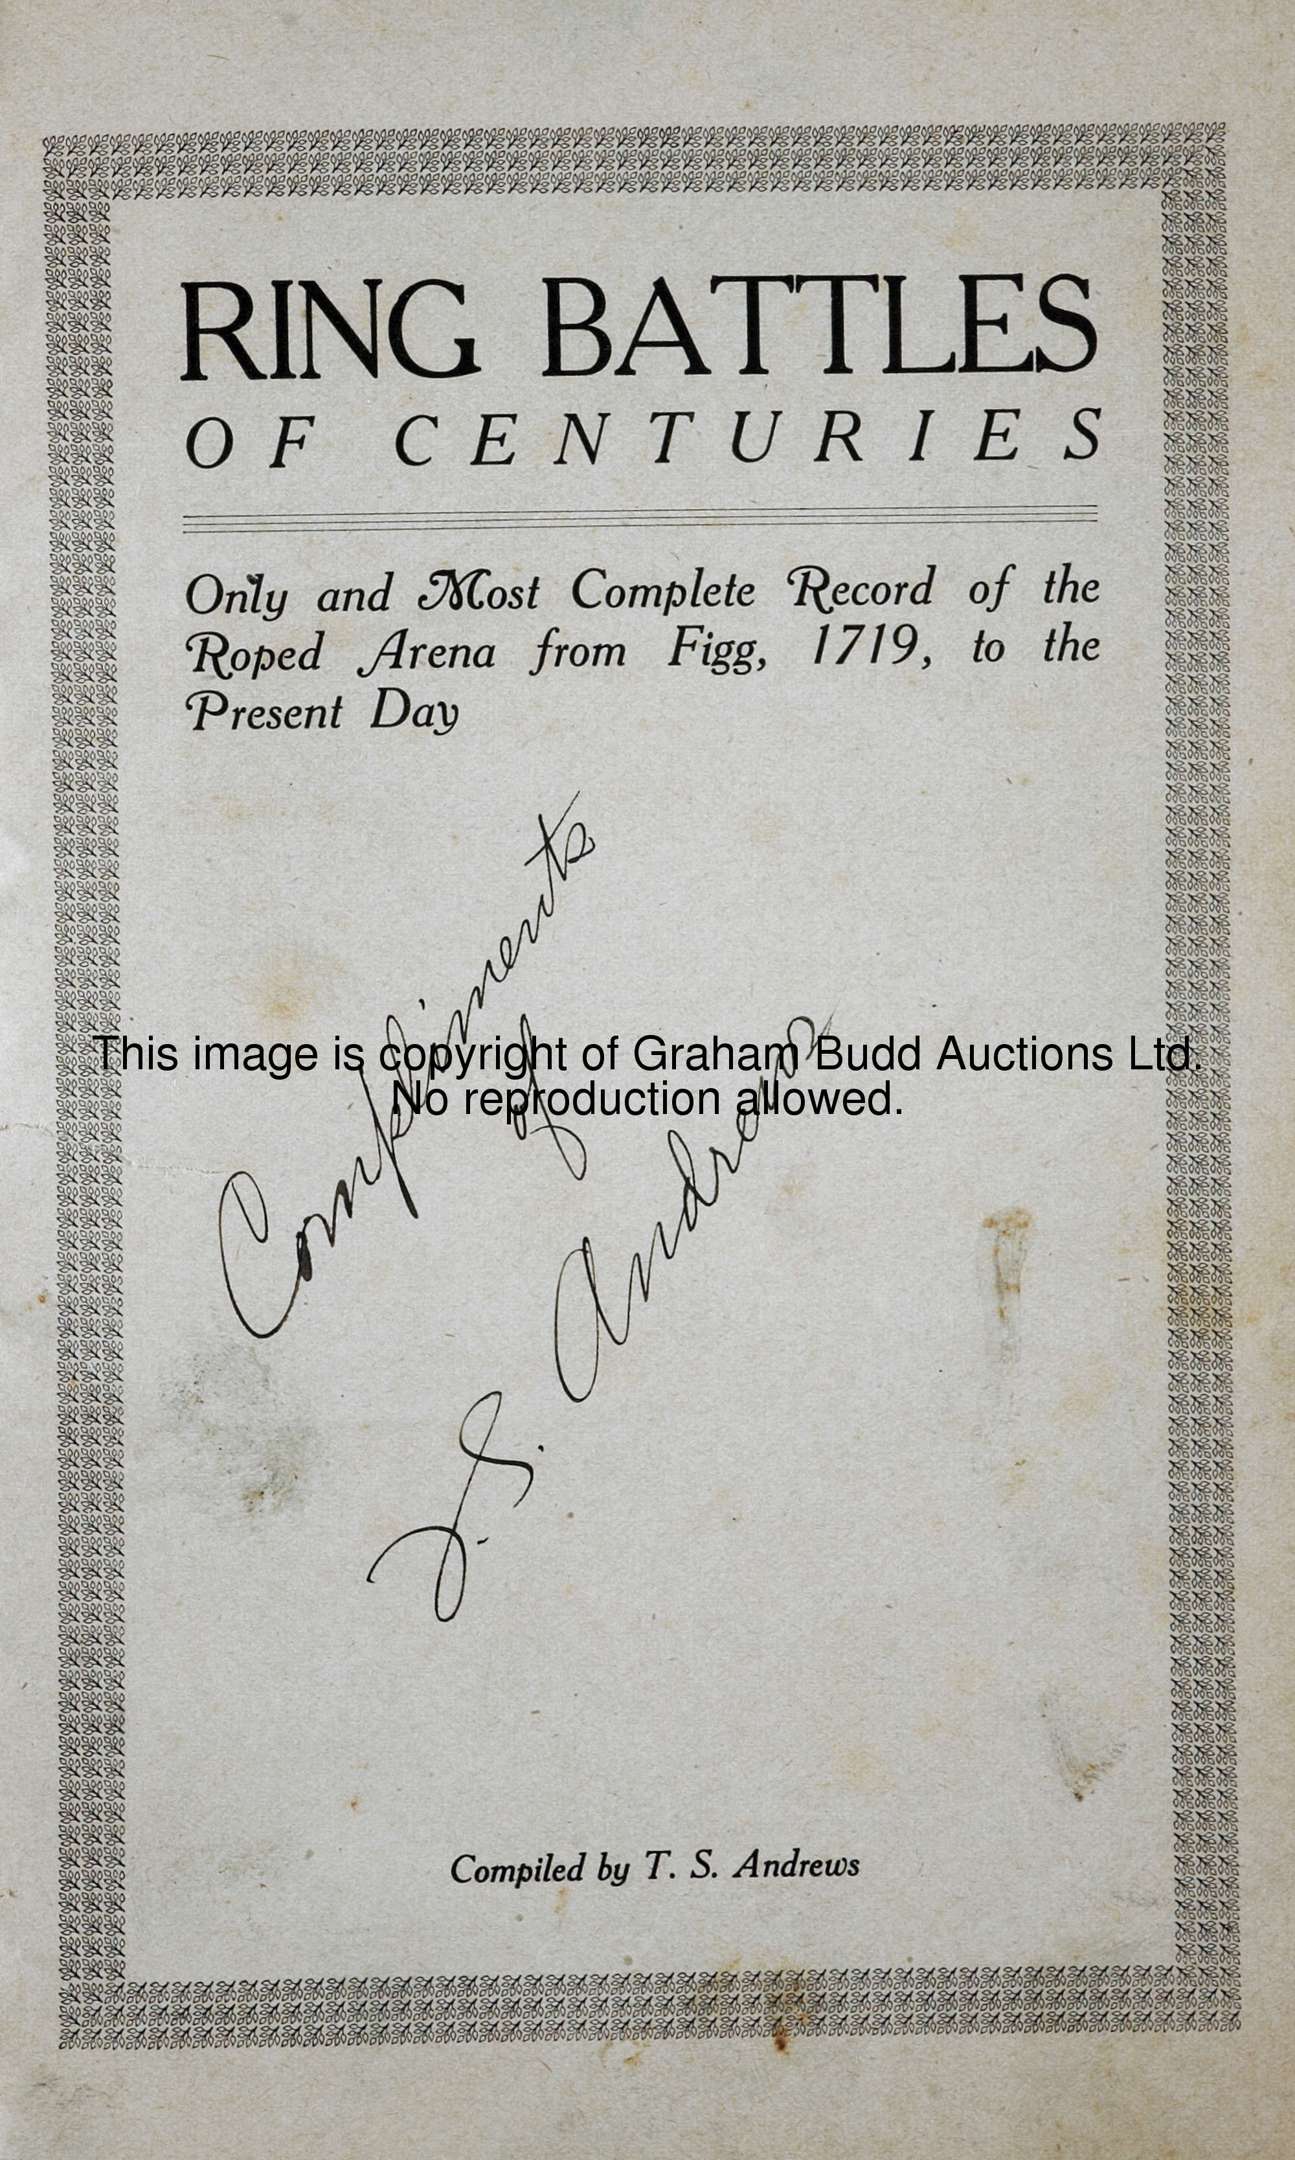 RING BATTLES
OF CENTURIES
Only and Most Complete Record of the
Roped Arena from Figg, 1719, to the
Present Day
Compliments
of
T. S. Andrews
This image is copyright of Graham Budd Auctions Ltd.
No reproduction allowed.
Compiled by T. S. Andrews